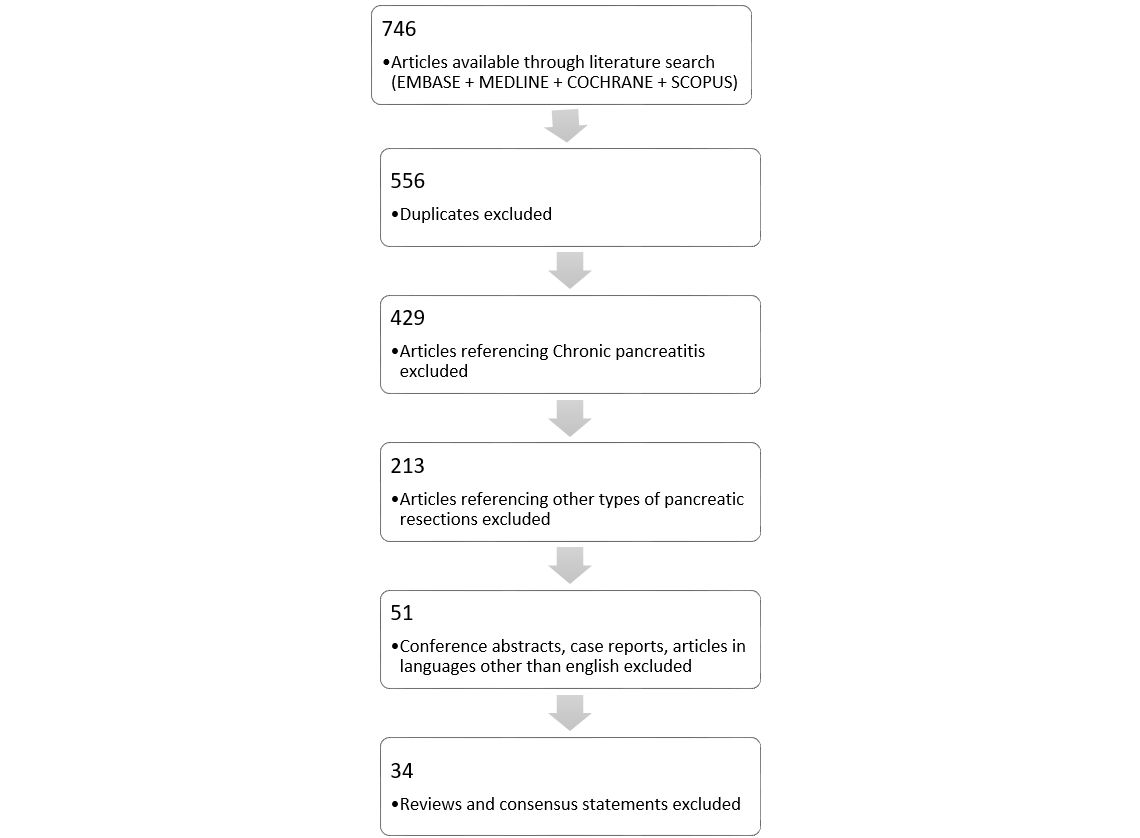 746
•Articles available through literature search
(EMBASE + MEDLINE + COCHRANE + SCOPUS)
556
•Duplicates excluded
429
•Articles referencing Chronic pancreatitis
excluded
213
•Articles referencing other types of pancreatic
resections excluded
51
•Conference abstracts, case reports, articles in
languages other than english excluded
34
•Reviews and consensus statements excluded